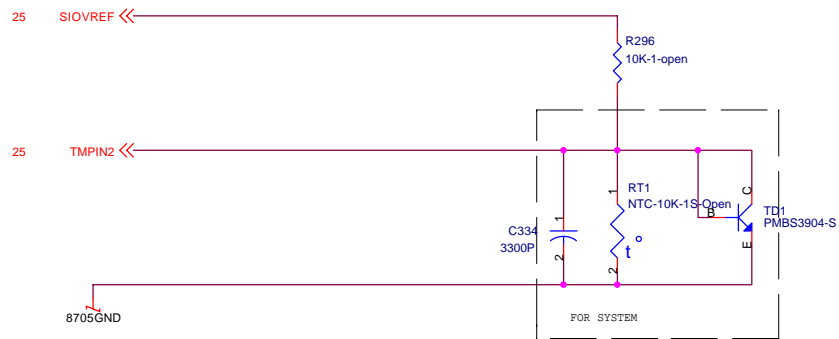 25 SIOVREF
R296
10K-1-open
25 TMPIN2
1
RT1
NTC-10K-1S-Open
C
B
TD1
PMBS3904-S
1
C334
3300P
t°
E
2
2
8705GND
FOR SYSTEM